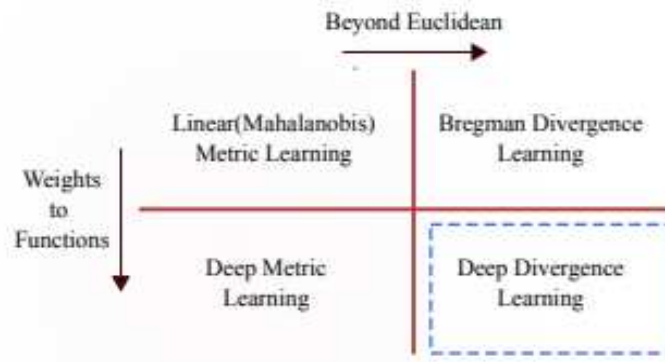 Beyond Euclidean
Linear(Mahalanobis)
Metric Learning
Bregman Divergence
Learning
Weights
to
Functions
Deep Metric
Learning
Deep Divergence
Learning